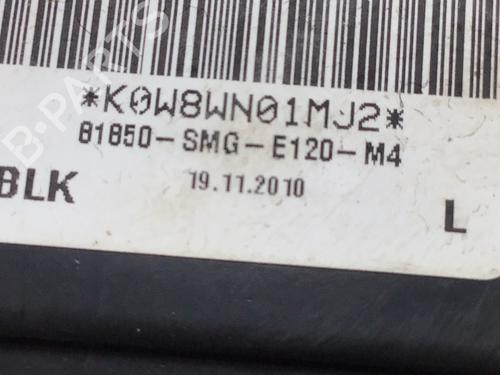 *K0W8WN01MJ2*
81850-SMG-E120-M4
BLK
19.11.2010
L
B-PARTS